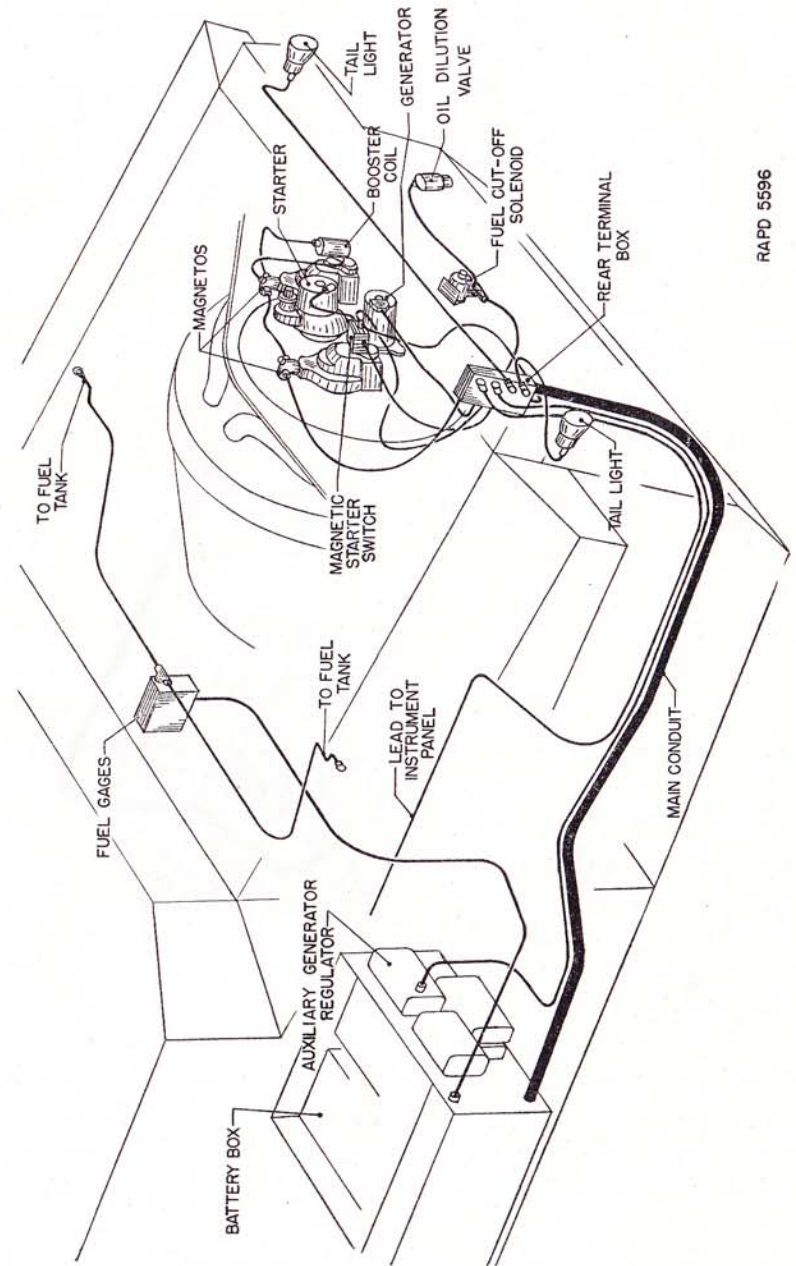 TAIL
LIGHT
GENERATOR
OIL DILUTION
VALVE
BOOSTER
COIL
STARTER
MAGNETOS
FUEL CUT-OFF
SOLENOID
REAR TERMINAL
BOX
RAPD 5596
TO FUEL
TANK
MAGNETIC
STARTER
SWITCH
TAIL LIGHT
FUEL GAGES
TO FUEL
TANK
LEAD TO
INSTRUMENT
PANEL
MAIN CONDUIT
AUXILIARY GENERATOR
REGULATOR
BATTERY BOX